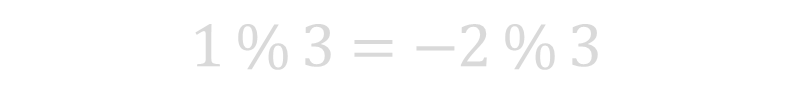 1 % 3 = −2 % 3